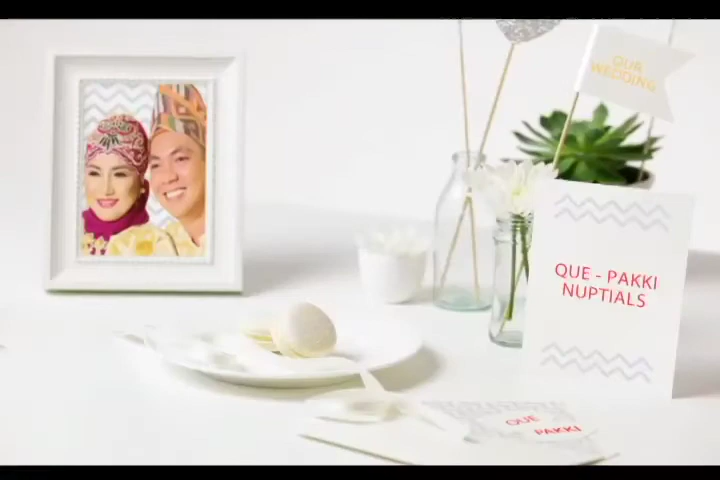 OUR
WEDDING
QUE - PAKKI
NUPTIALS
QUE
PAKKI